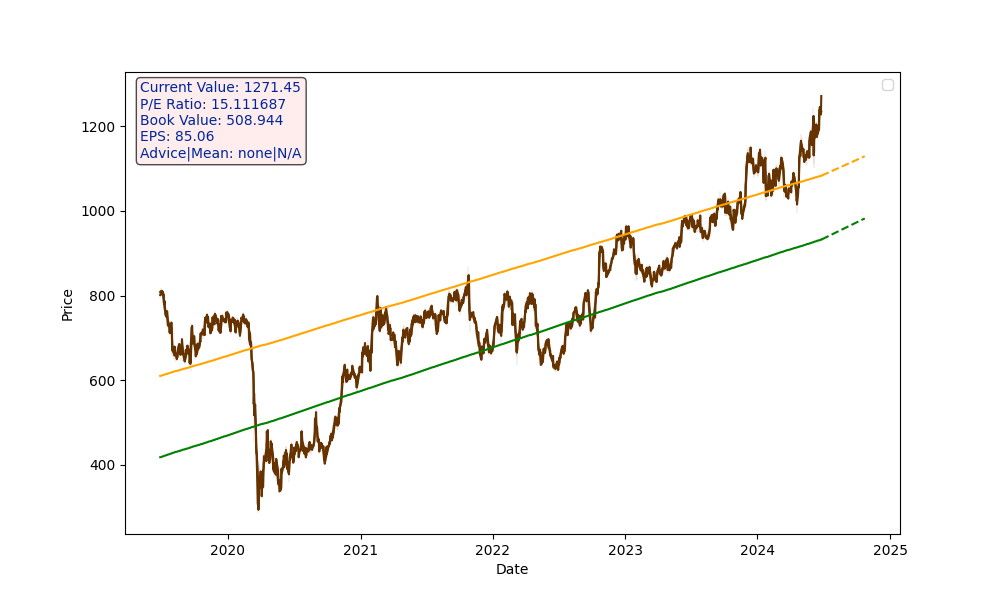 Current Value: 1271.45
P/E Ratio: 15.111687
Book Value: 508.944
EPS: 85.06
Advice|Mean: none|N/A
1200
1000
800
600
400
Price
2020
2021
2022
2023
2024
2025
Date